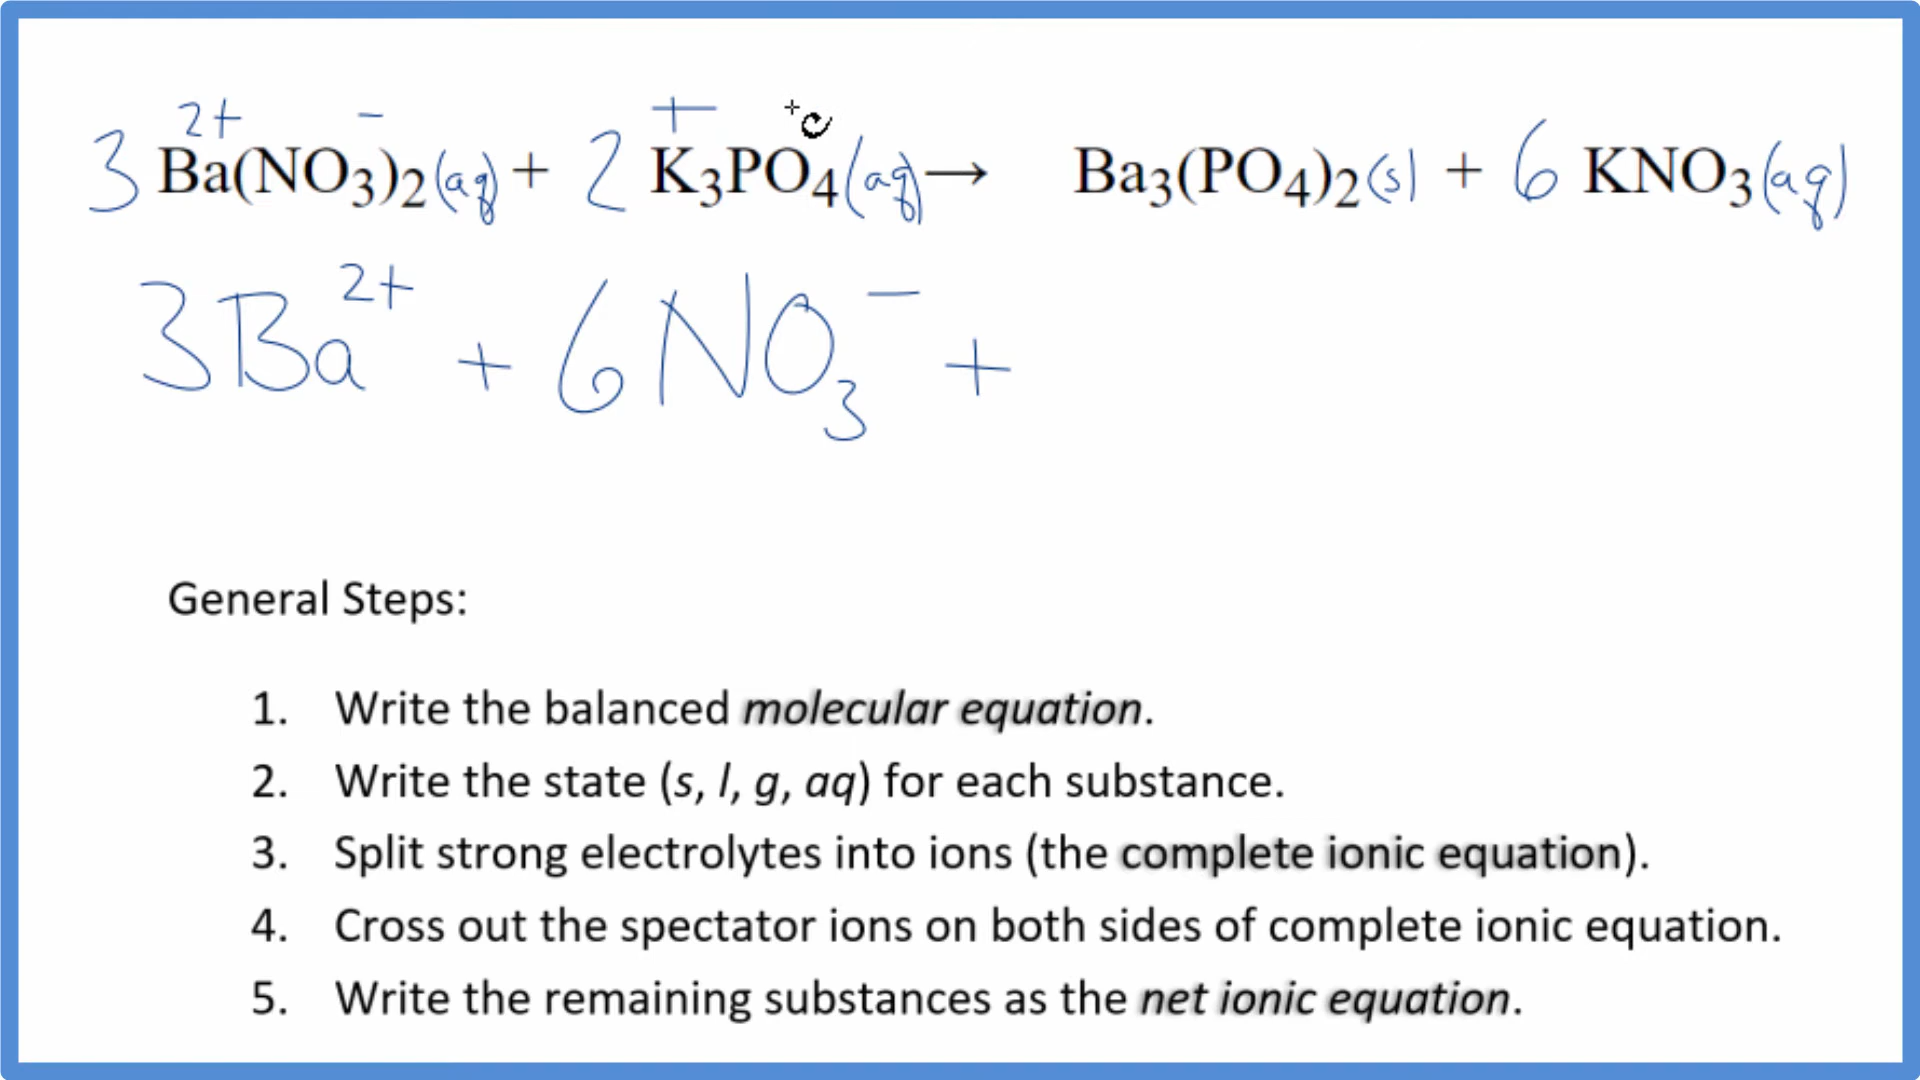 3 Ba(NO₃)₂(aq) + 2 K₃PO₄(aq) → Ba₃(PO₄)₂(s) + 6 KNO₃(aq)
2+ − +
3Ba²⁺ + 6NO₃⁻ +
General Steps:
1. Write the balanced molecular equation.
2. Write the state (s, l, g, aq) for each substance.
3. Split strong electrolytes into ions (the complete ionic equation).
4. Cross out the spectator ions on both sides of complete ionic equation.
5. Write the remaining substances as the net ionic equation.